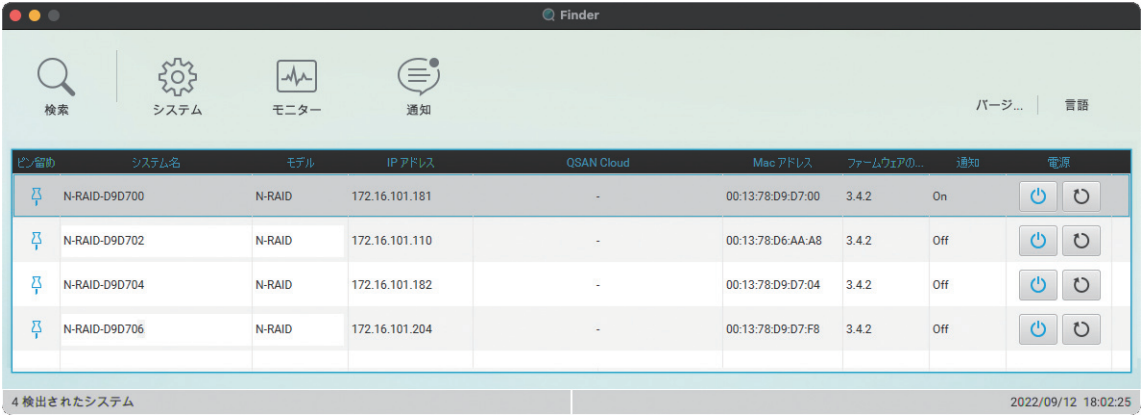 Finder
検索
システム
モニター
通知
バージ...
言語
ピン留め システム名 モデル IP アドレス QSAN Cloud Mac アドレス ファームウェアの... 通知 電源
N-RAID-D9D700 N-RAID 172.16.101.181 - 00:13:78:D9:D7:00 3.4.2 On
N-RAID-D9D702 N-RAID 172.16.101.110 - 00:13:78:D6:AA:A8 3.4.2 Off
N-RAID-D9D704 N-RAID 172.16.101.182 - 00:13:78:D9:D7:04 3.4.2 Off
N-RAID-D9D706 N-RAID 172.16.101.204 - 00:13:78:D9:D7:F8 3.4.2 Off
4 検出されたシステム 2022/09/12 18:02:25